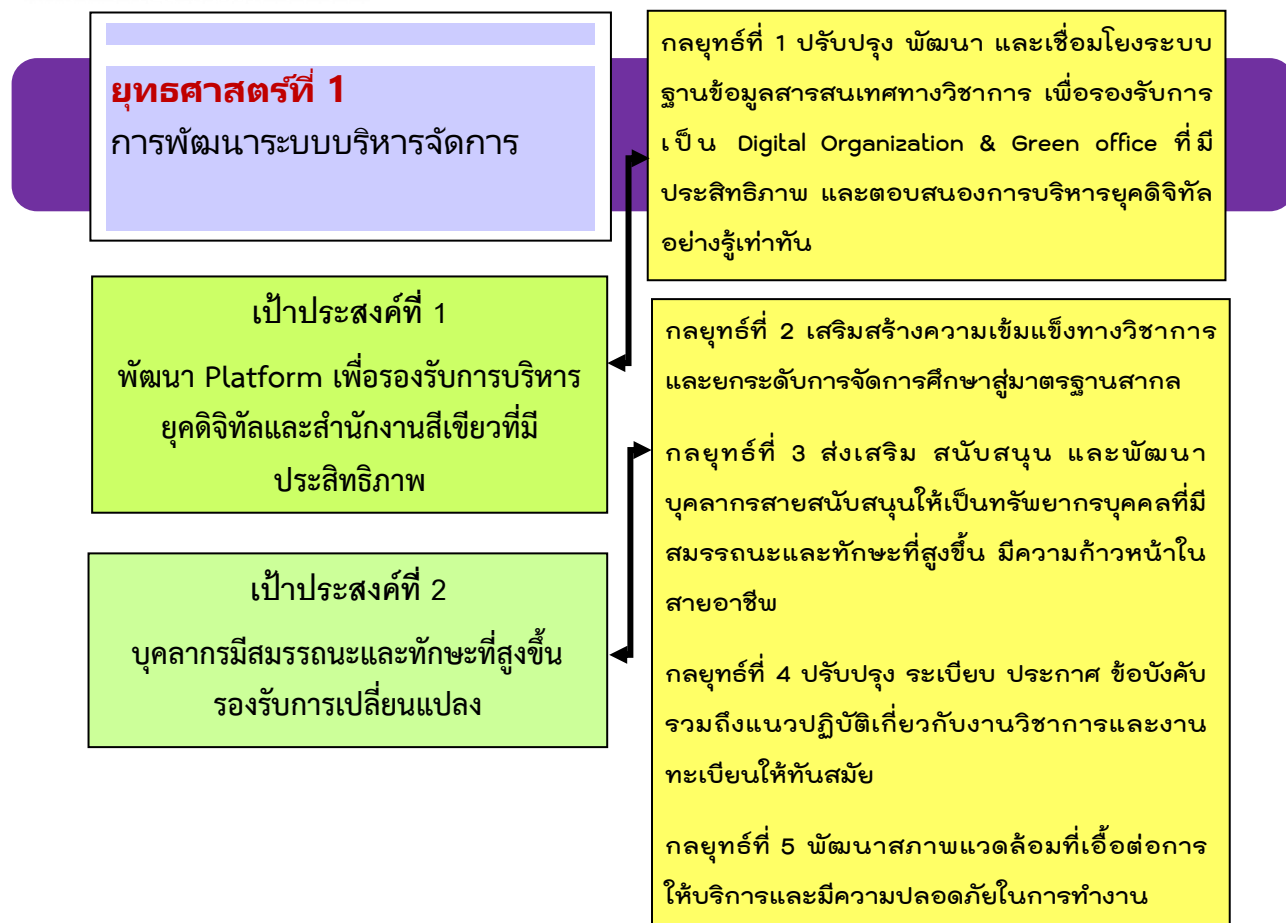 ยุทธศาสตร์ที่ 1
การพัฒนาระบบบริหารจัดการ
เป้าประสงค์ที่ 1
พัฒนา Platform เพื่อรองรับการบริหาร
ยุคดิจิทัลและสำนักงานสีเขียวที่มี
ประสิทธิภาพ
เป้าประสงค์ที่ 2
บุคลากรมีสมรรถนะและทักษะที่สูงขึ้น
รองรับการเปลี่ยนแปลง
กลยุทธ์ที่ 1 ปรับปรุง พัฒนา และเชื่อมโยงระบบ
ฐานข้อมูลสารสนเทศทางวิชาการ เพื่อรองรับการ
เป็น Digital Organization & Green office ที่มี
ประสิทธิภาพ และตอบสนองการบริหารยุคดิจิทัล
อย่างรู้เท่าทัน
กลยุทธ์ที่ 2 เสริมสร้างความเข้มแข็งทางวิชาการ
และยกระดับการจัดการศึกษาสู่มาตรฐานสากล
กลยุทธ์ที่ 3 ส่งเสริม สนับสนุน และพัฒนา
บุคลากรสายสนับสนุนให้เป็นทรัพยากรบุคคลที่มี
สมรรถนะและทักษะที่สูงขึ้น มีความก้าวหน้าใน
สายอาชีพ
กลยุทธ์ที่ 4 ปรับปรุง ระเบียบ ประกาศ ข้อบังคับ
รวมถึงแนวปฏิบัติเกี่ยวกับงานวิชาการและงาน
ทะเบียนให้ทันสมัย
กลยุทธ์ที่ 5 พัฒนาสภาพแวดล้อมที่เอื้อต่อการ
ให้บริการและมีความปลอดภัยในการทำงาน